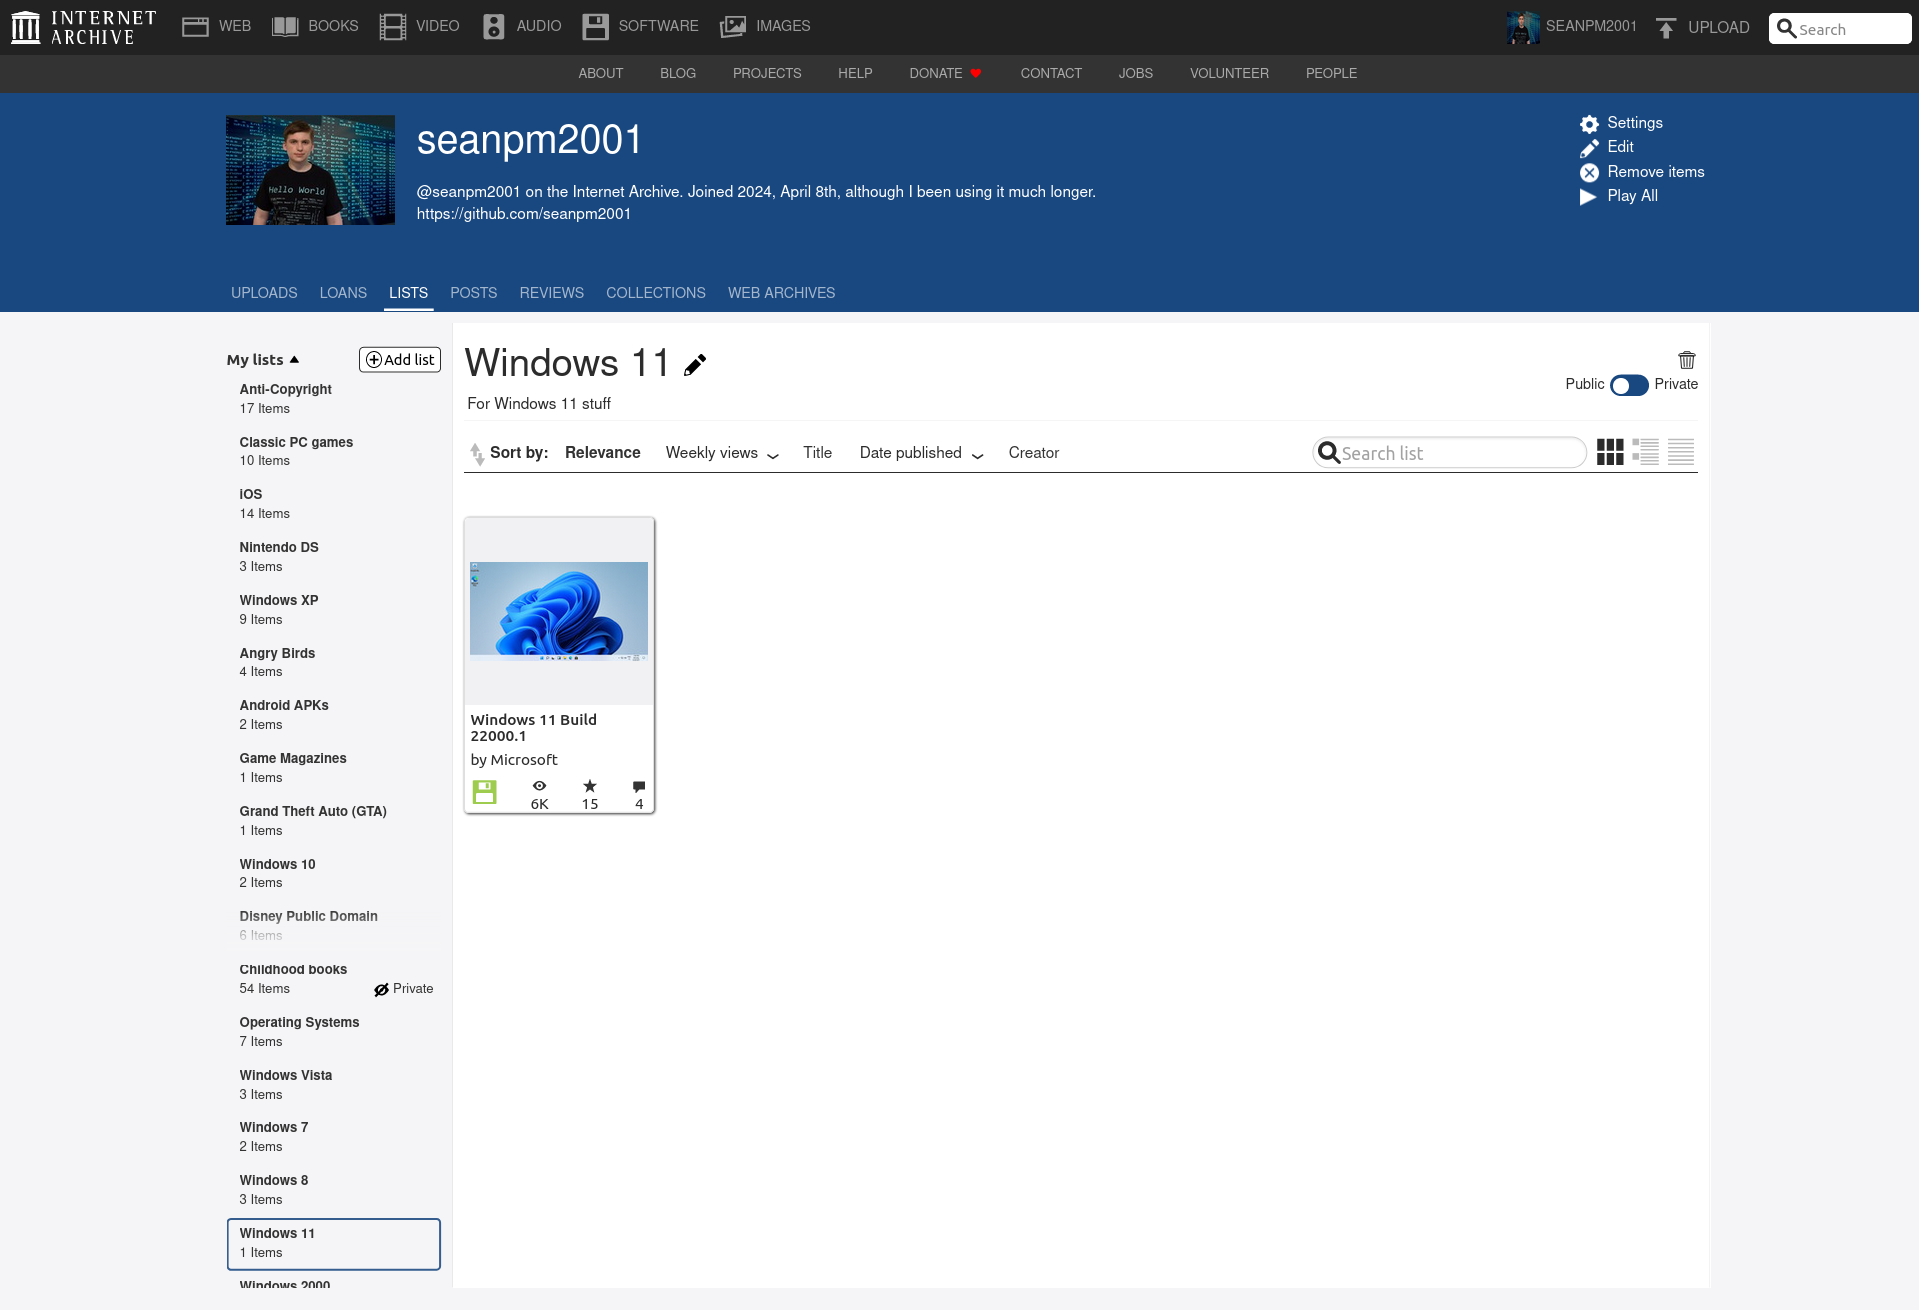 INTERNET ARCHIVE
WEB BOOKS VIDEO AUDIO SOFTWARE IMAGES
SEANPM2001 UPLOAD Search
ABOUT BLOG PROJECTS HELP DONATE CONTACT JOBS VOLUNTEER PEOPLE
Hello World
seanpm2001
@seanpm2001 on the Internet Archive. Joined 2024, April 8th, although I been using it much longer.
https://github.com/seanpm2001
Settings
Edit
Remove items
Play All
UPLOADS LOANS LISTS POSTS REVIEWS COLLECTIONS WEB ARCHIVES
My lists Add list
Anti-Copyright
17 Items
Classic PC games
10 Items
iOS
14 Items
Nintendo DS
3 Items
Windows XP
9 Items
Angry Birds
4 Items
Android APKs
2 Items
Game Magazines
1 Items
Grand Theft Auto (GTA)
1 Items
Windows 10
2 Items
Disney Public Domain
6 Items
Childhood books
54 Items Private
Operating Systems
7 Items
Windows Vista
3 Items
Windows 7
2 Items
Windows 8
3 Items
Windows 11
1 Items
Windows 2000
Windows 11
Public Private
For Windows 11 stuff
Sort by: Relevance Weekly views Title Date published Creator Search list
Windows 11 Build
22000.1
by Microsoft
6K 15 4